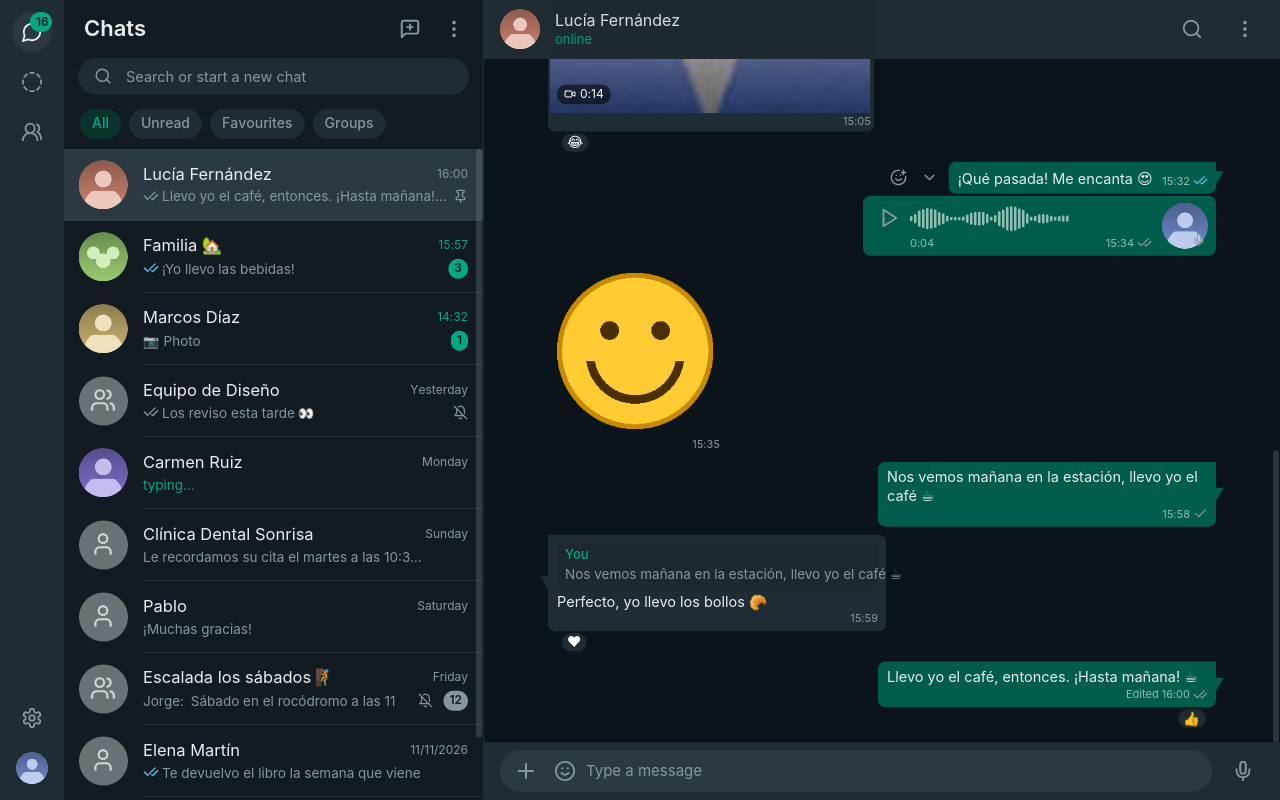 16
Chats
Search or start a new chat
All
Unread
Favourites
Groups
Lucía Fernández
16:00
Llevo yo el café, entonces. ¡Hasta mañana!...
Familia 🏡
15:57
¡Yo llevo las bebidas!
3
Marcos Díaz
14:32
📷 Photo
1
Equipo de Diseño
Yesterday
Los reviso esta tarde 👀
Carmen Ruiz
Monday
typing...
Clínica Dental Sonrisa
Sunday
Le recordamos su cita el martes a las 10:3...
Pablo
Saturday
¡Muchas gracias!
Escalada los sábados 🧗
Friday
Jorge: Sábado en el rocódromo a las 11
12
Elena Martín
11/11/2026
Te devuelvo el libro la semana que viene
Lucía Fernández
online
0:14
15:05
😂
¡Qué pasada! Me encanta 😍
15:32
0:04
15:34
15:35
Nos vemos mañana en la estación, llevo yo el
café ☕
15:58
You
Nos vemos mañana en la estación, llevo yo el café ☕
Perfecto, yo llevo los bollos 🥐
15:59
❤
Llevo yo el café, entonces. ¡Hasta mañana! ☕
Edited 16:00
👍
Type a message